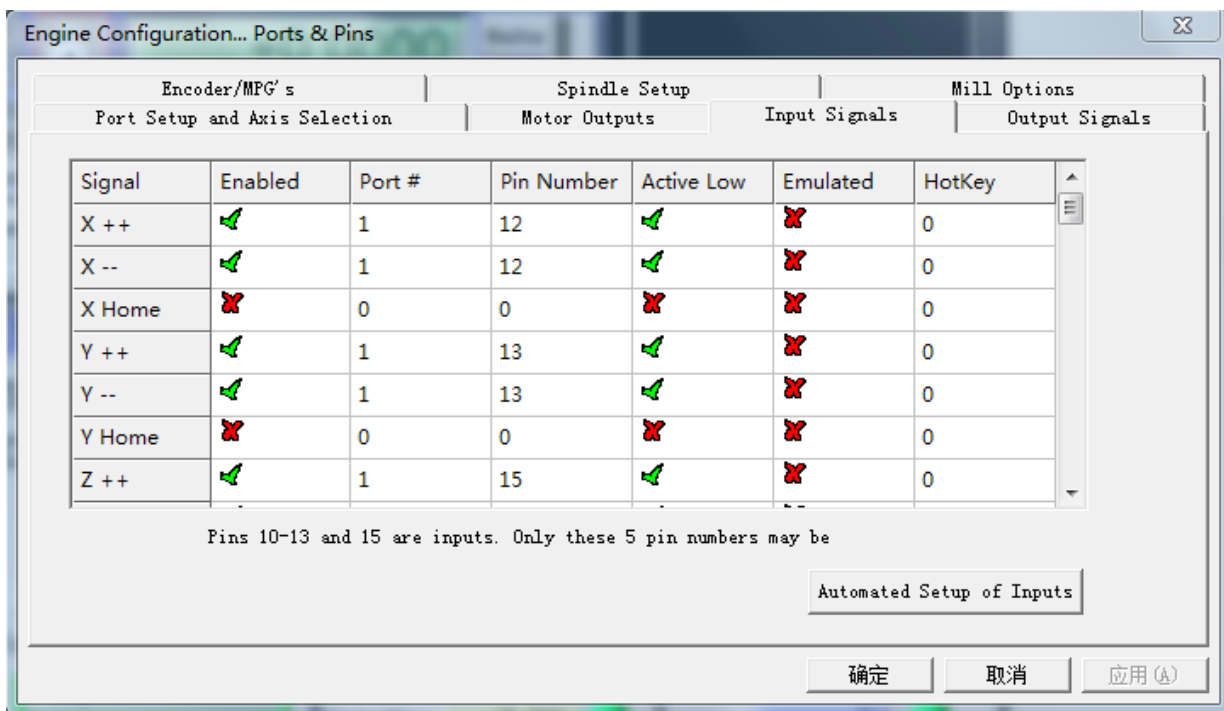 Engine Configuration... Ports & Pins
Encoder/MPG's Spindle Setup Mill Options
Port Setup and Axis Selection Motor Outputs Input Signals Output Signals
Signal Enabled Port # Pin Number Active Low Emulated HotKey
X ++ 1 12 0
X -- 1 12 0
X Home 0 0 0
Y ++ 1 13 0
Y -- 1 13 0
Y Home 0 0 0
Z ++ 1 15 0
Pins 10-13 and 15 are inputs. Only these 5 pin numbers may be
Automated Setup of Inputs
确定 取消 应用(A)